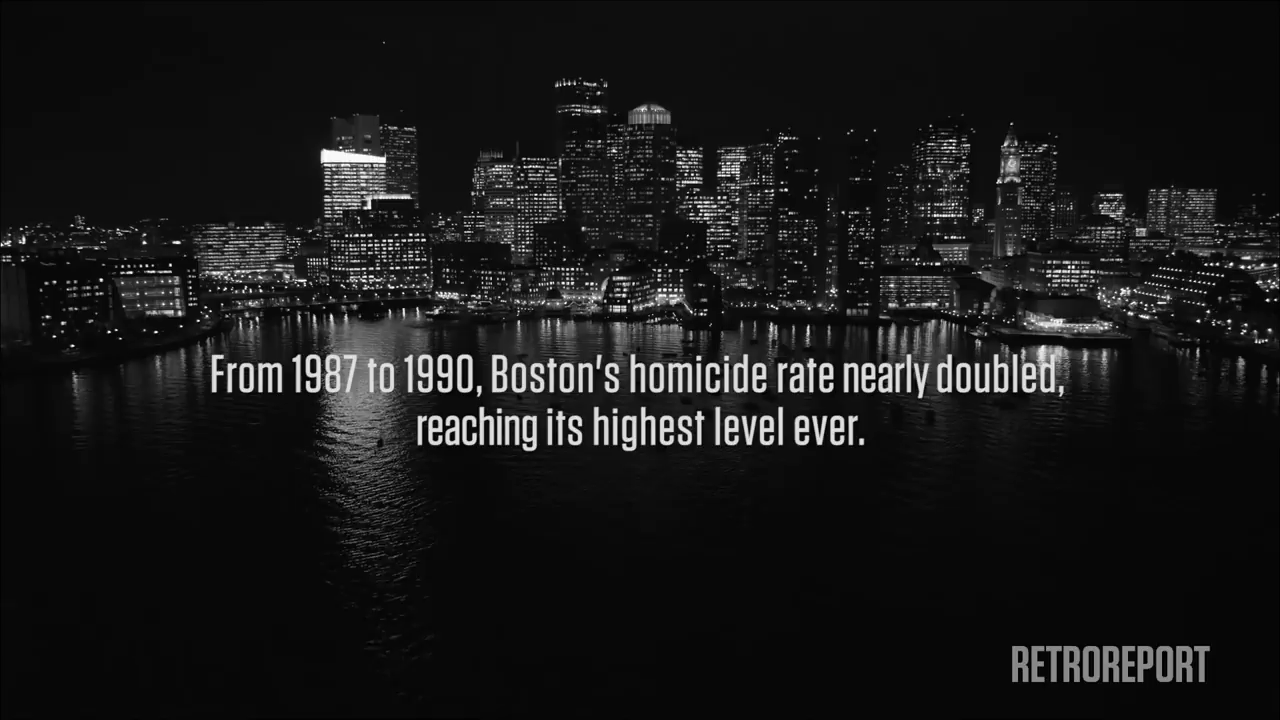 From 1987 to 1990, Boston's homicide rate nearly doubled,
reaching its highest level ever.
RETROREPORT